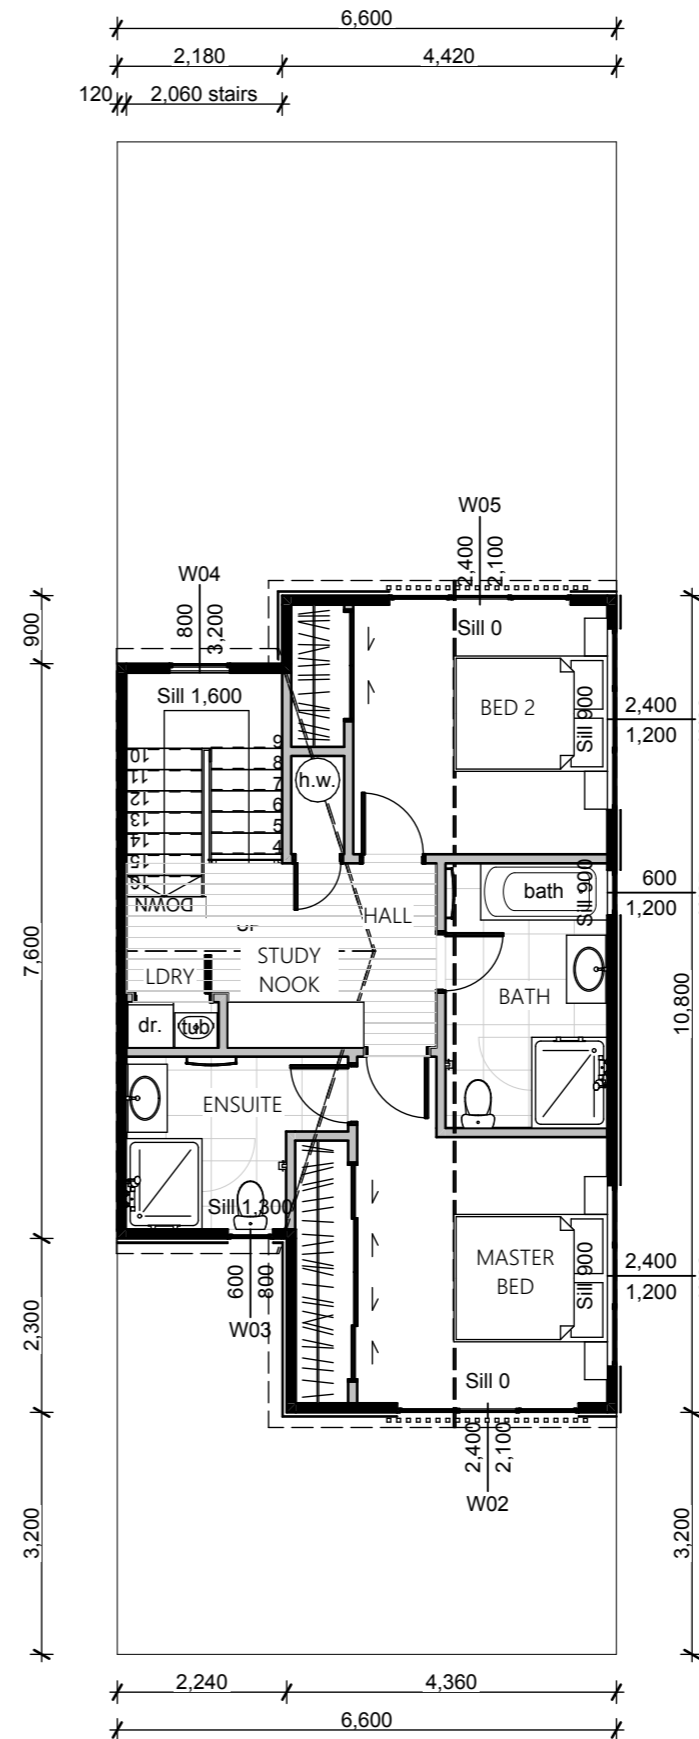 6,600
2,180
4,420
120
2,060 stairs
W05
2,400
2,100
W04
800
3,200
900
Sill 0
Sill 1,600
BED 2
Sill 900
2,400
1,200
h.w.
9
8
7
6
5
4
10
11
12
13
14
15
16
DOWN
bath
Sill 900
600
1,200
HALL
7,600
STUDY
NOOK
LDRY
BATH
10,800
dr.
tub
ENSUITE
Sill 1,300
MASTER
BED
Sill 900
2,400
1,200
600
800
W03
2,300
Sill 0
2,400
2,100
W02
3,200
3,200
2,240
4,360
6,600